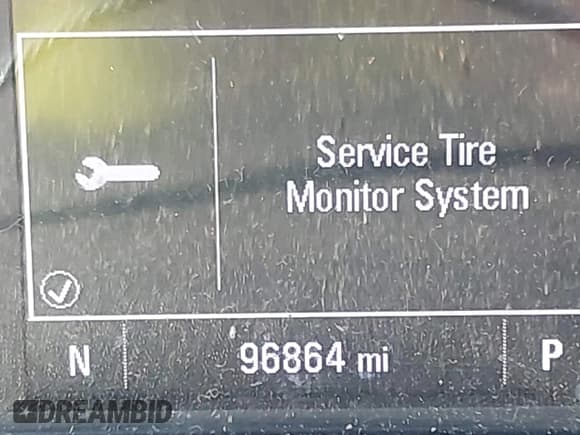 Service Tire
Monitor System
N 96864 mi P
DREAMBID